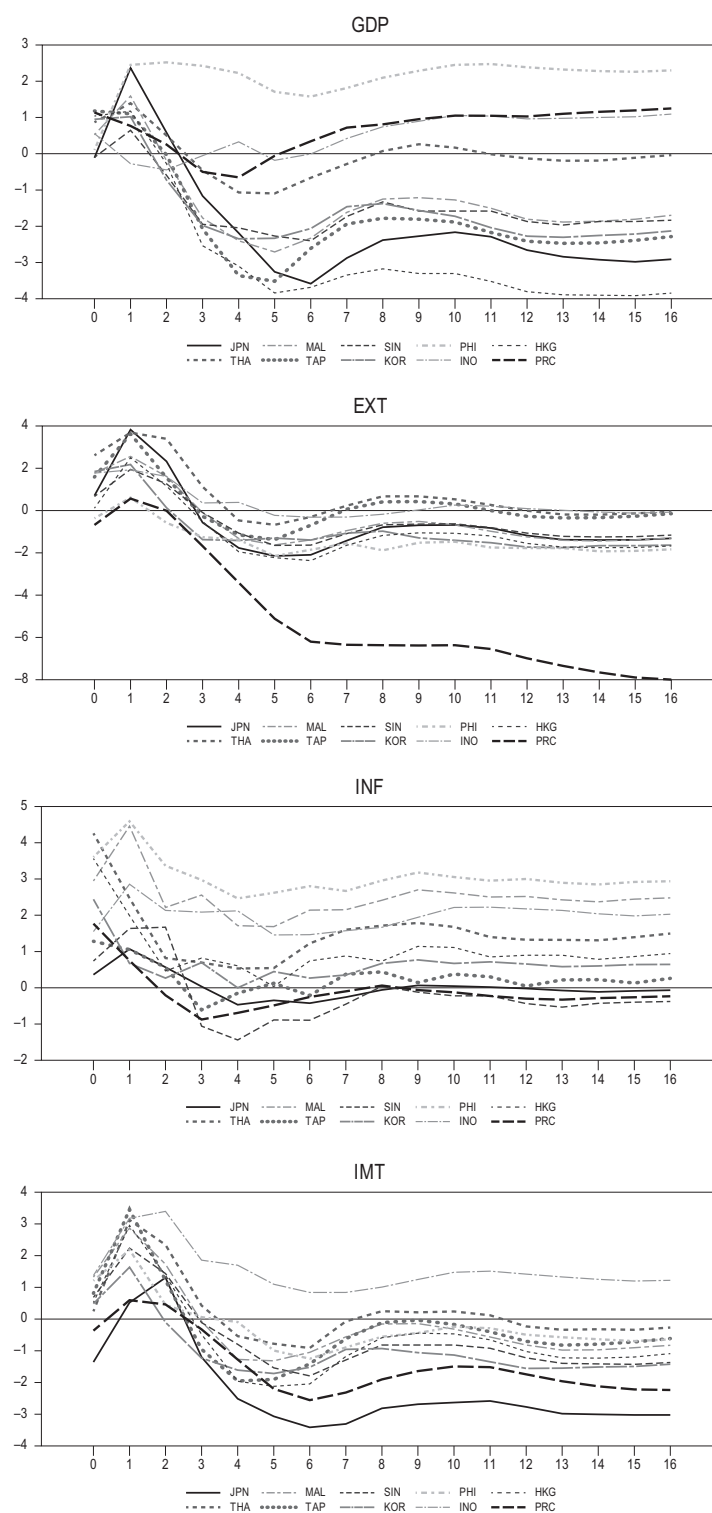 GDP
3
2
1
0
–1
–2
–3
–4
0 1 2 3 4 5 6 7 8 9 10 11 12 13 14 15 16
JPN MAL SIN PHI HKG
THA TAP KOR INO PRC
EXT
4
2
0
–2
–4
–6
–8
0 1 2 3 4 5 6 7 8 9 10 11 12 13 14 15 16
JPN MAL SIN PHI HKG
THA TAP KOR INO PRC
INF
5
4
3
2
1
0
–1
–2
0 1 2 3 4 5 6 7 8 9 10 11 12 13 14 15 16
JPN MAL SIN PHI HKG
THA TAP KOR INO PRC
IMT
4
3
2
1
0
–1
–2
–3
–4
0 1 2 3 4 5 6 7 8 9 10 11 12 13 14 15 16
JPN MAL SIN PHI HKG
THA TAP KOR INO PRC